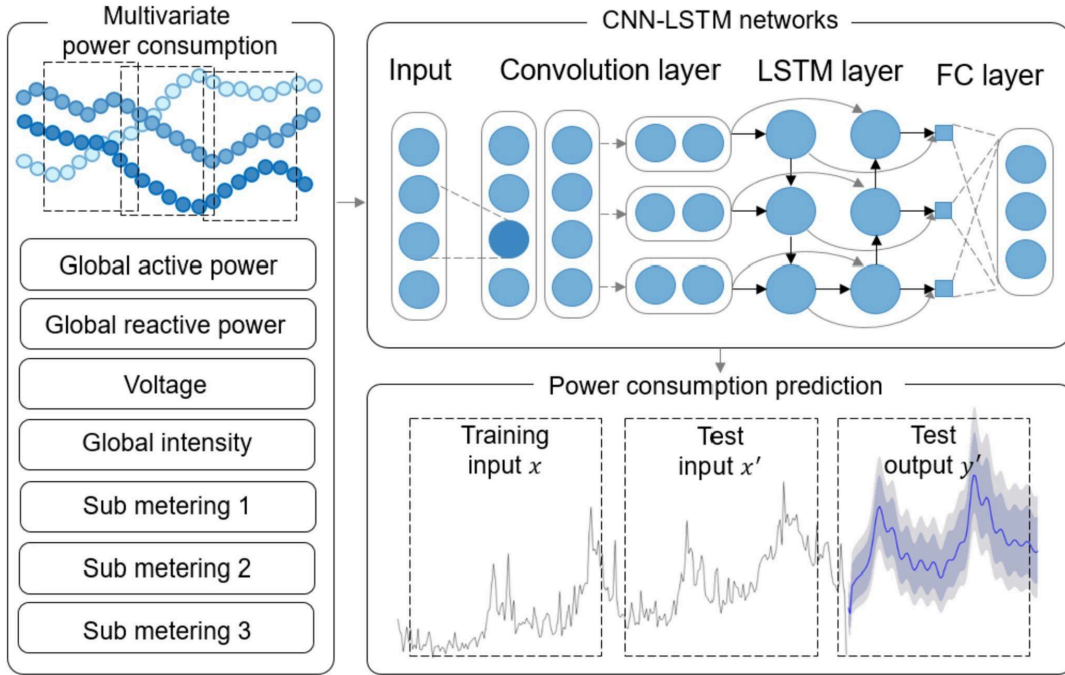 Multivariate
power consumption
Global active power
Global reactive power
Voltage
Global intensity
Sub metering 1
Sub metering 2
Sub metering 3
CNN-LSTM networks
Input
Convolution layer
LSTM layer
FC layer
Power consumption prediction
Training
input x
Test
input x′
Test
output y′